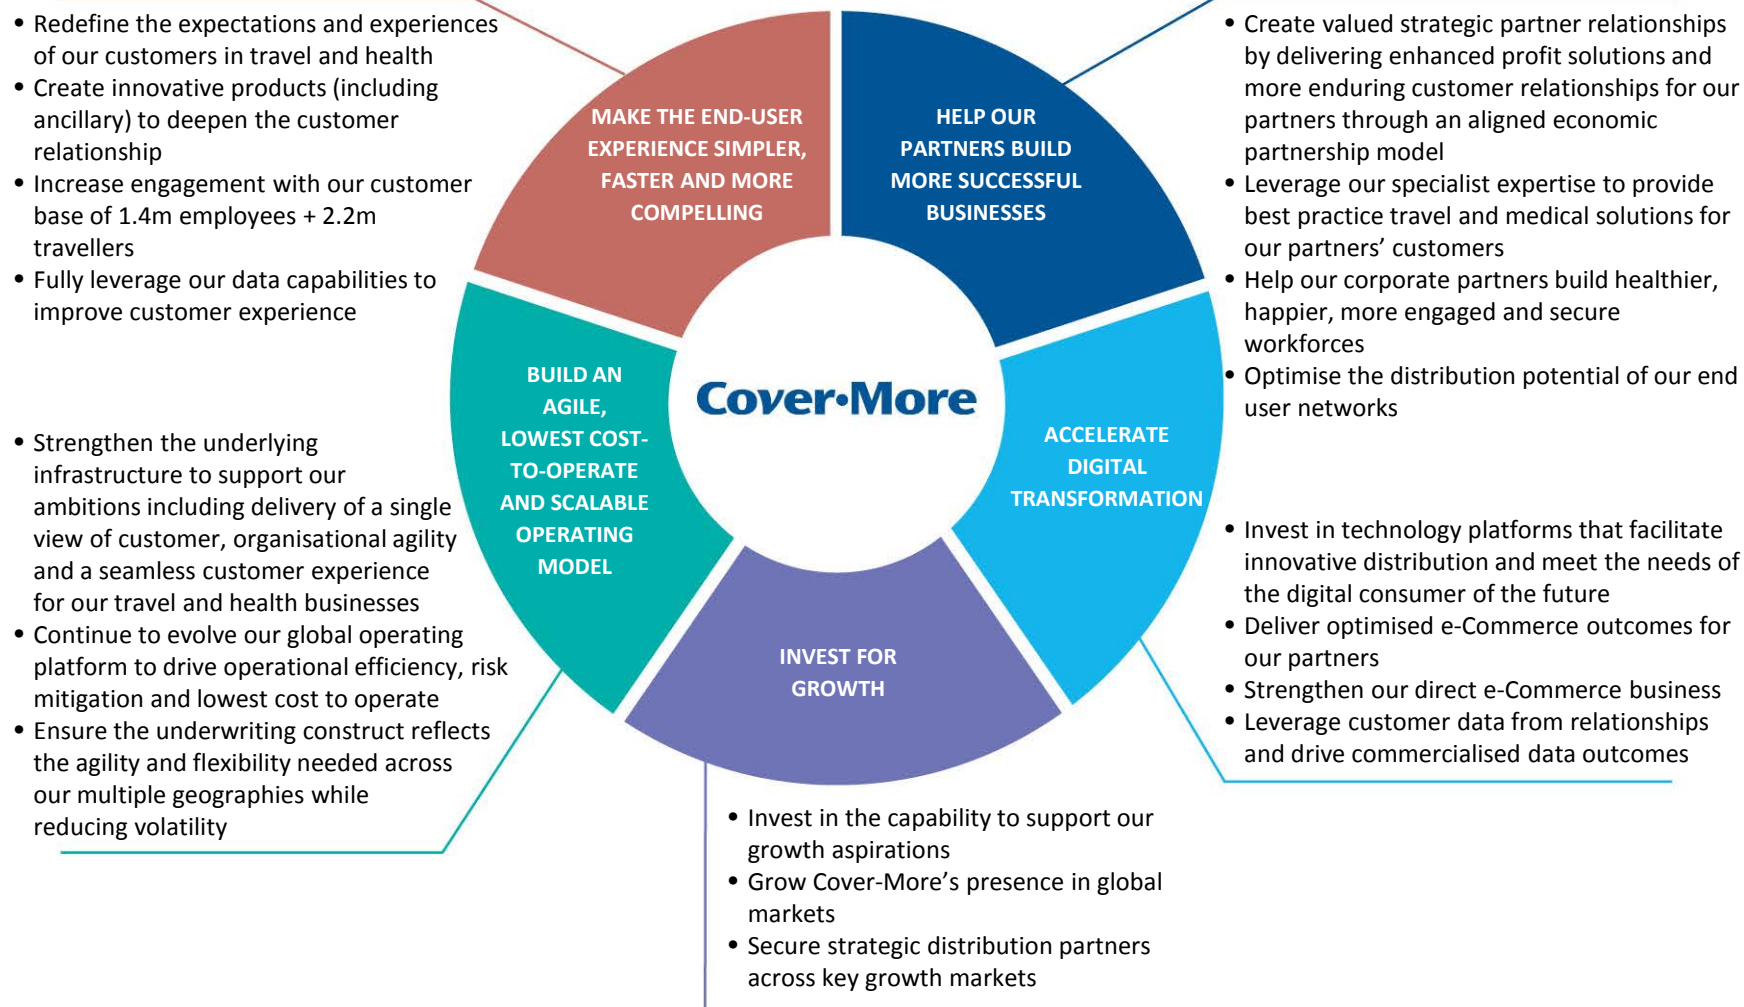 • Redefine the expectations and experiences
of our customers in travel and health
• Create innovative products (including
ancillary) to deepen the customer
relationship
• Increase engagement with our customer
base of 1.4m employees + 2.2m
travellers
• Fully leverage our data capabilities to
improve customer experience
MAKE THE END-USER
EXPERIENCE SIMPLER,
FASTER AND MORE
COMPELLING
HELP OUR
PARTNERS BUILD
MORE SUCCESSFUL
BUSINESSES
• Create valued strategic partner relationships
by delivering enhanced profit solutions and
more enduring customer relationships for our
partners through an aligned economic
partnership model
• Leverage our specialist expertise to provide
best practice travel and medical solutions for
our partners’ customers
• Help our corporate partners build healthier,
happier, more engaged and secure
workforces
• Optimise the distribution potential of our end
user networks
BUILD AN
AGILE,
LOWEST COST-
TO-OPERATE
AND SCALABLE
OPERATING
MODEL
Cover•More
ACCELERATE
DIGITAL
TRANSFORMATION
• Strengthen the underlying
infrastructure to support our
ambitions including delivery of a single
view of customer, organisational agility
and a seamless customer experience
for our travel and health businesses
• Continue to evolve our global operating
platform to drive operational efficiency, risk
mitigation and lowest cost to operate
• Ensure the underwriting construct reflects
the agility and flexibility needed across
our multiple geographies while
reducing volatility
INVEST FOR
GROWTH
• Invest in technology platforms that facilitate
innovative distribution and meet the needs of
the digital consumer of the future
• Deliver optimised e-Commerce outcomes for
our partners
• Strengthen our direct e-Commerce business
• Leverage customer data from relationships
and drive commercialised data outcomes
• Invest in the capability to support our
growth aspirations
• Grow Cover-More’s presence in global
markets
• Secure strategic distribution partners
across key growth markets